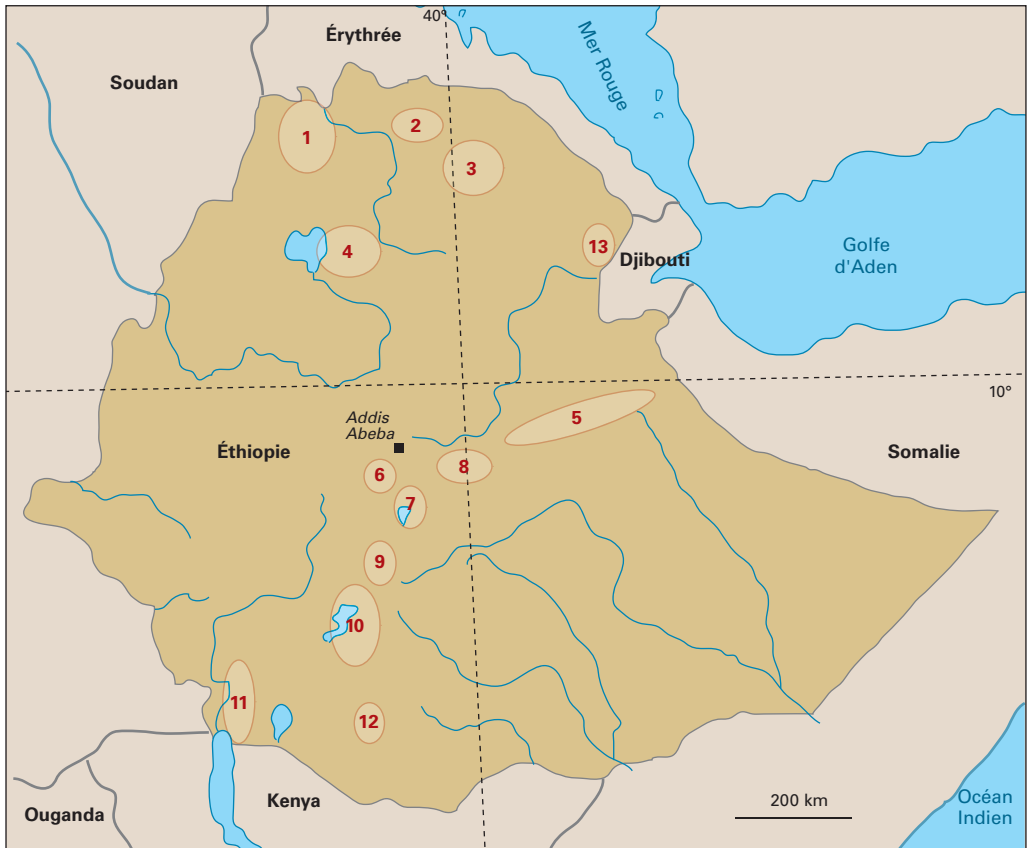 40°
Érythrée
Soudan
Mer Rouge
1
2
3
4
13
Djibouti
Golfe
d'Aden
10°
Addis
Abeba
5
Éthiopie
Somalie
6
8
7
9
10
11
12
Ouganda
Kenya
200 km
Océan
Indien